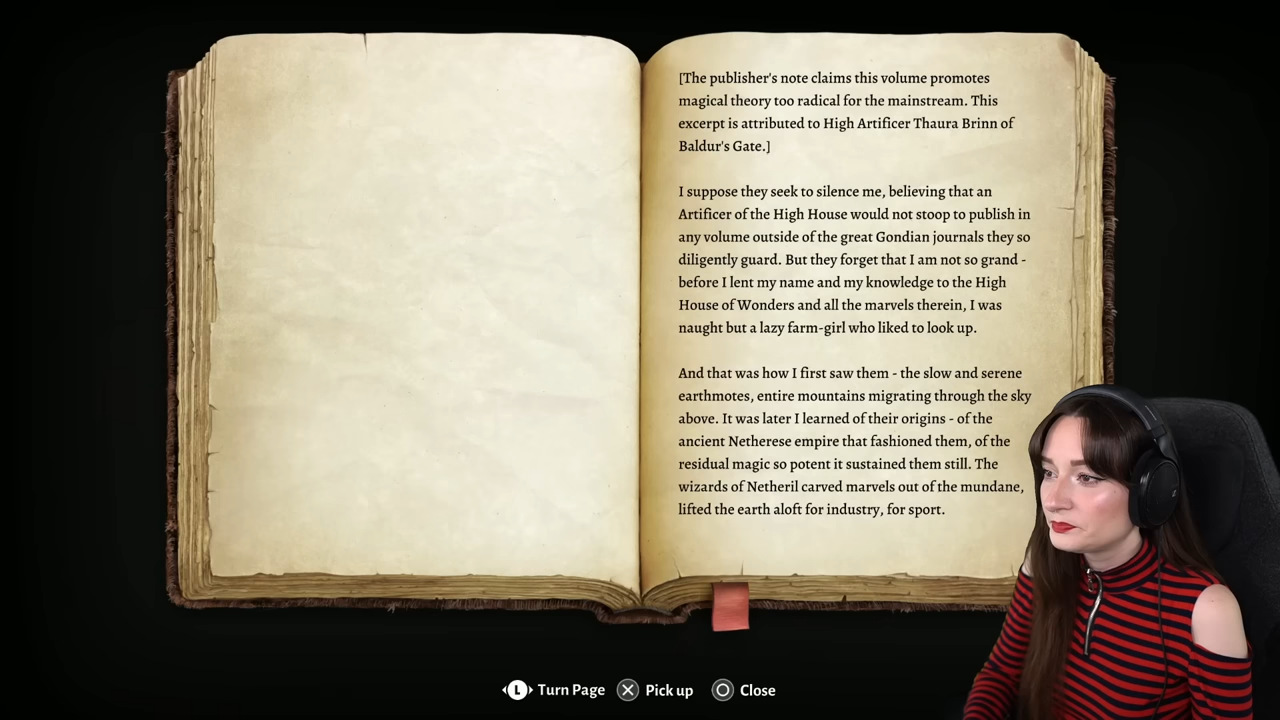 [The publisher's note claims this volume promotes
magical theory too radical for the mainstream. This
excerpt is attributed to High Artificer Thaura Brinn of
Baldur's Gate.]
I suppose they seek to silence me, believing that an
Artificer of the High House would not stoop to publish in
any volume outside of the great Gondian journals they so
diligently guard. But they forget that I am not so grand -
before I lent my name and my knowledge to the High
House of Wonders and all the marvels therein, I was
naught but a lazy farm-girl who liked to look up.
And that was how I first saw them - the slow and serene
earthmotes, entire mountains migrating through the sky
above. It was later I learned of their origins - of the
ancient Netherese empire that fashioned them, of the
residual magic so potent it sustained them still. The
wizards of Netheril carved marvels out of the mundane,
lifted the earth aloft for industry, for sport.
L Turn Page Pick up Close